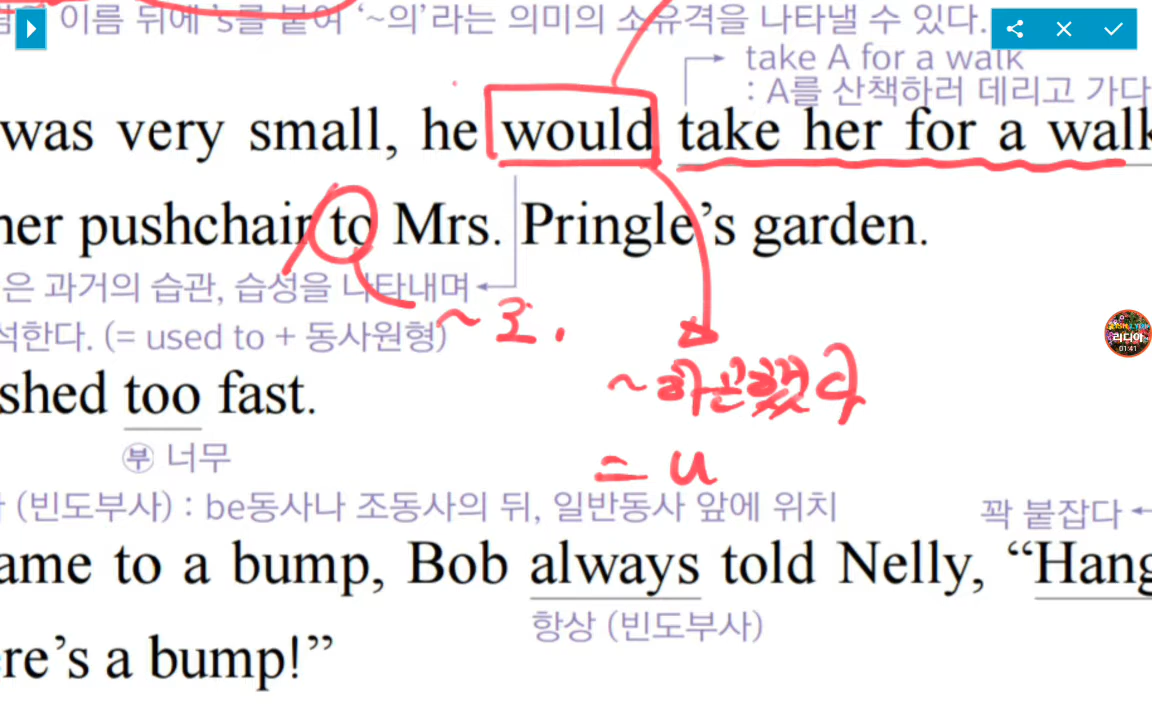 이름 뒤에 's를 붙여 ‘~의’라는 의미의 소유격을 나타낼 수 있다.
take A for a walk
: A를 산책하러 데리고 가다
was very small, he would take her for a walk
her pushchair to Mrs. Pringle’s garden.
은 과거의 습관, 습성을 나타내며
~로.
석한다. (= used to + 동사원형)
~하곤했다
shed too fast.
부 너무
= u
(빈도부사) : be동사나 조동사의 뒤, 일반동사 앞에 위치
꽉 붙잡다
ame to a bump, Bob always told Nelly, “Hang
항상 (빈도부사)
re’s a bump!”
리디아
01:41